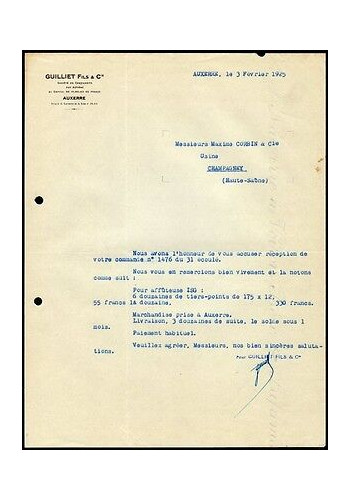 GUILLIET FILS & Cie
AUXERRE
AUXERRE, le 3 Février 1925
Messieurs Maxime CORBIN & Cie
Usine
CHAMPAGNEY
(Haute-Saône)
Nous avons l'honneur de vous accuser réception de
votre commande n° 1476 du 31 écoulé.
Nous vous en remercions bien vivement et la notons
comme suit :
Pour affûteuse ISG :
6 douzaines de tiers-points de 175 x 12,
55 francs la douzaine, 330 francs.
Marchandise prise à Auxerre.
Livraison, 3 douzaines de suite, le solde sous 1
mois.
Paiement habituel.
Veuillez agréer, Messieurs, nos bien sincères saluta-
tions.
Pour GUILLIET FILS & Cie